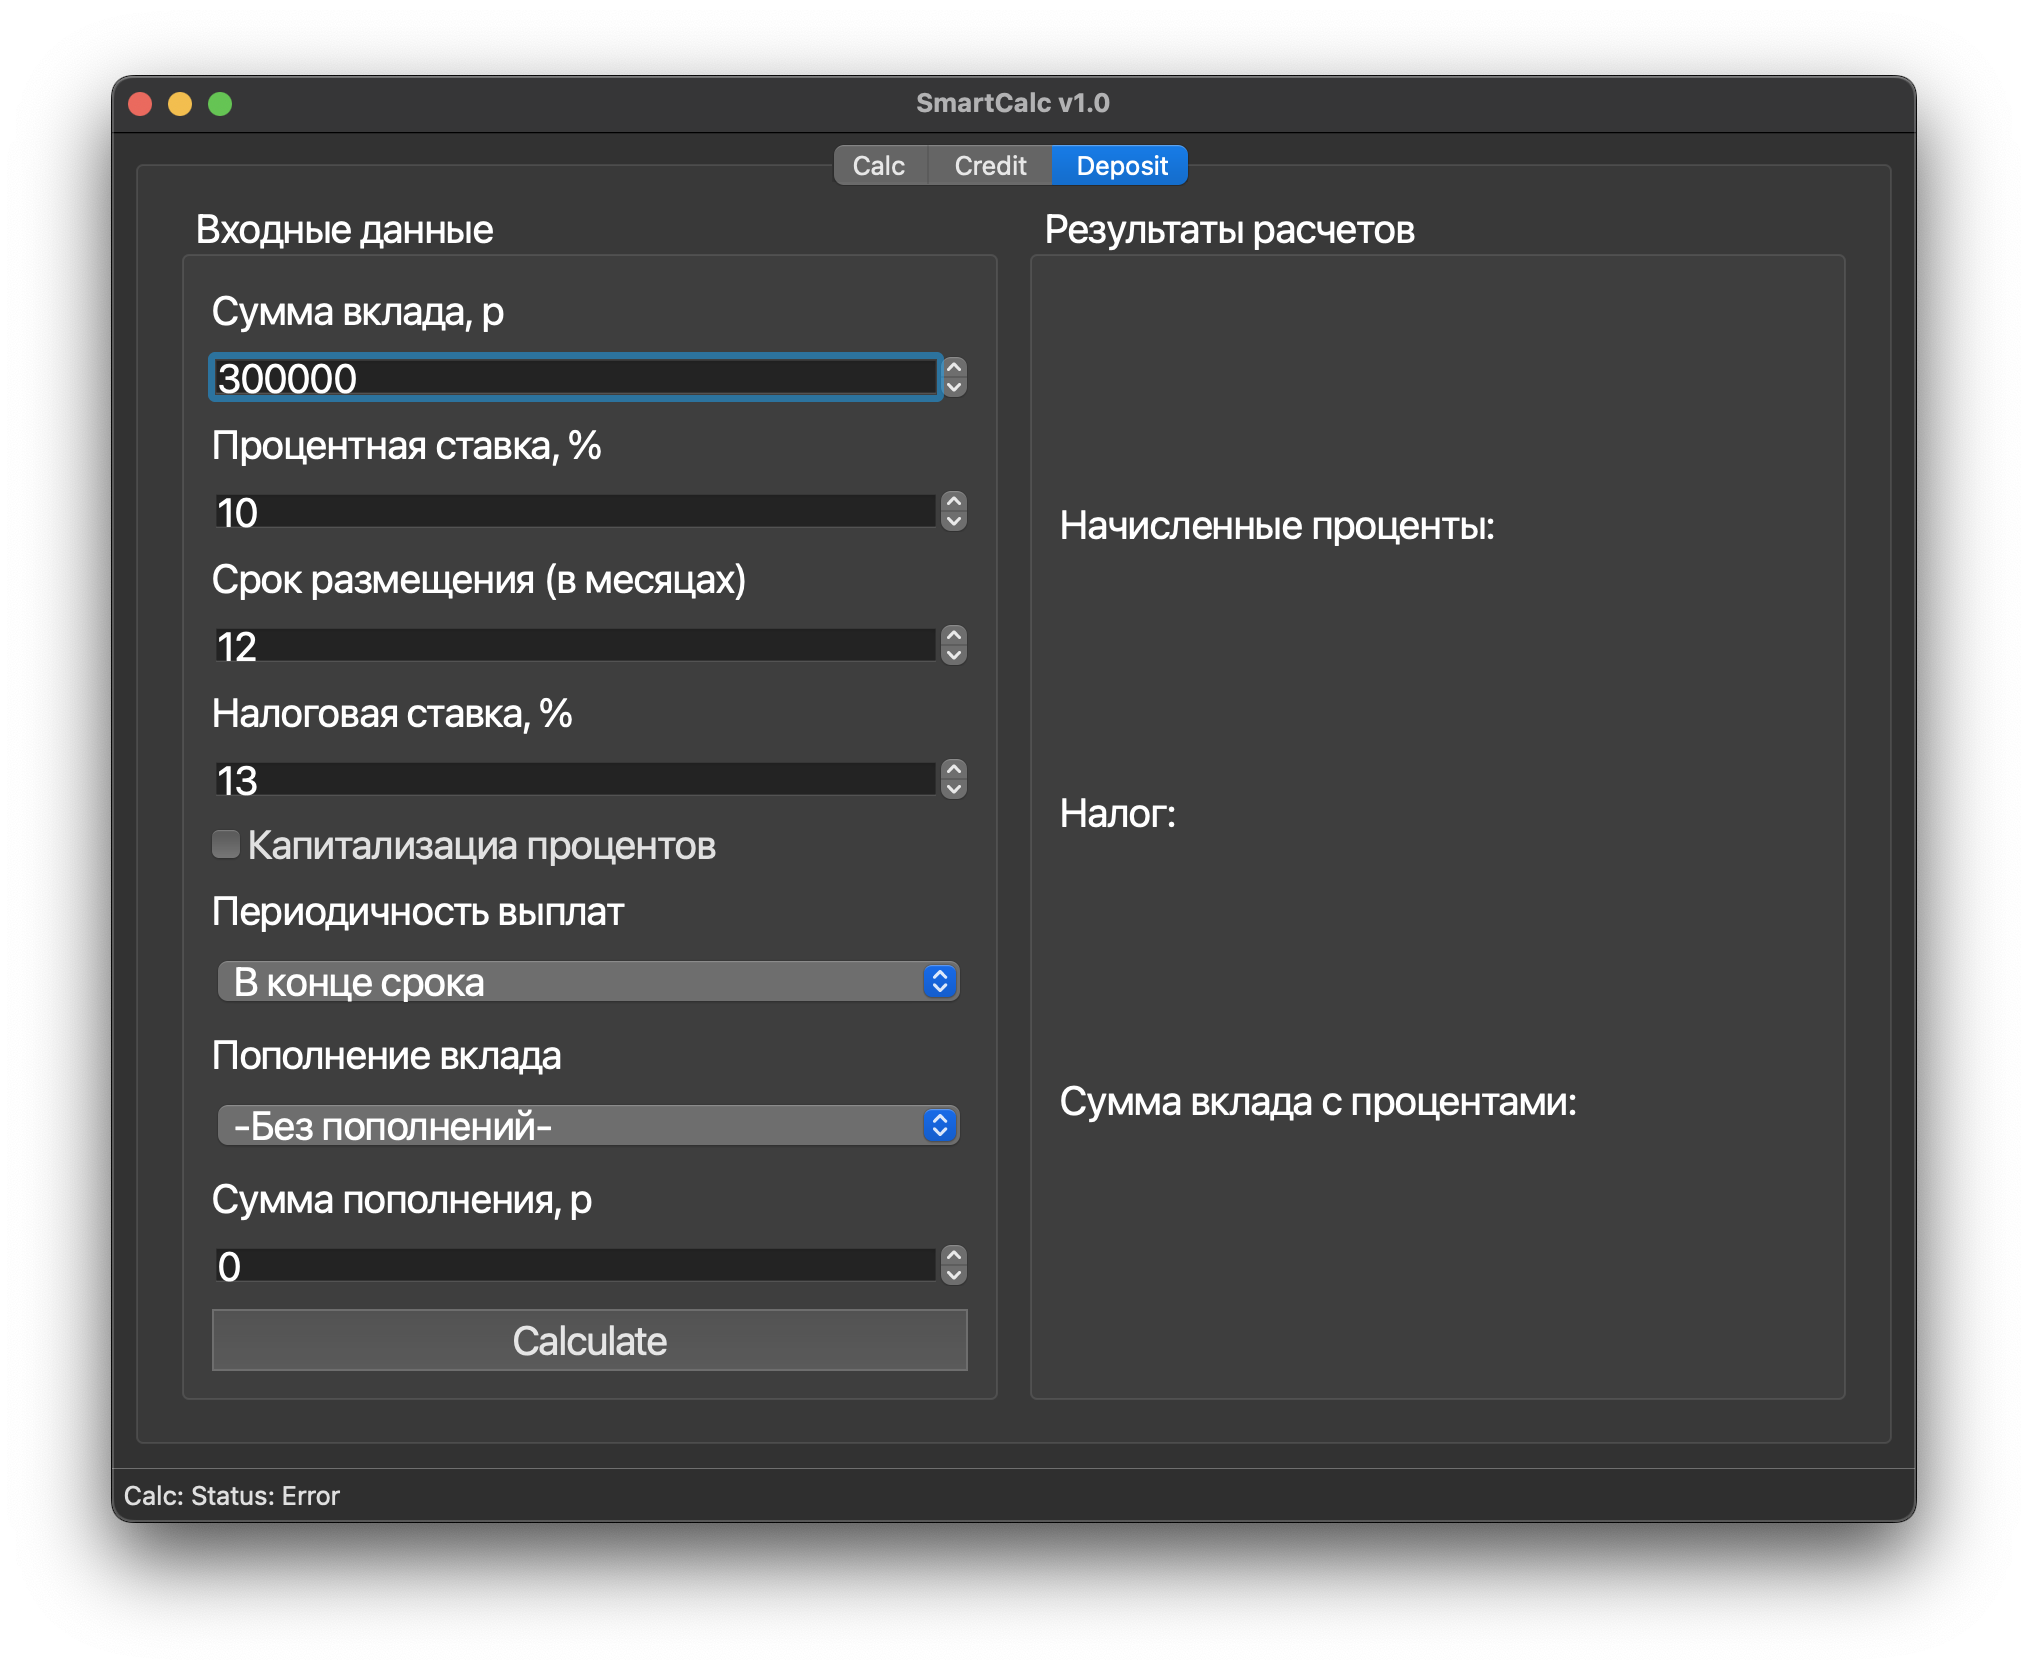 SmartCalc v1.0
Calc Credit Deposit
Входные данные
Сумма вклада, р
300000
Процентная ставка, %
10
Срок размещения (в месяцах)
12
Налоговая ставка, %
13
Капитализациа процентов
Периодичность выплат
В конце срока
Пополнение вклада
-Без пополнений-
Сумма пополнения, р
0
Calculate
Результаты расчетов
Начисленные проценты:
Налог:
Сумма вклада с процентами:
Calc: Status: Error